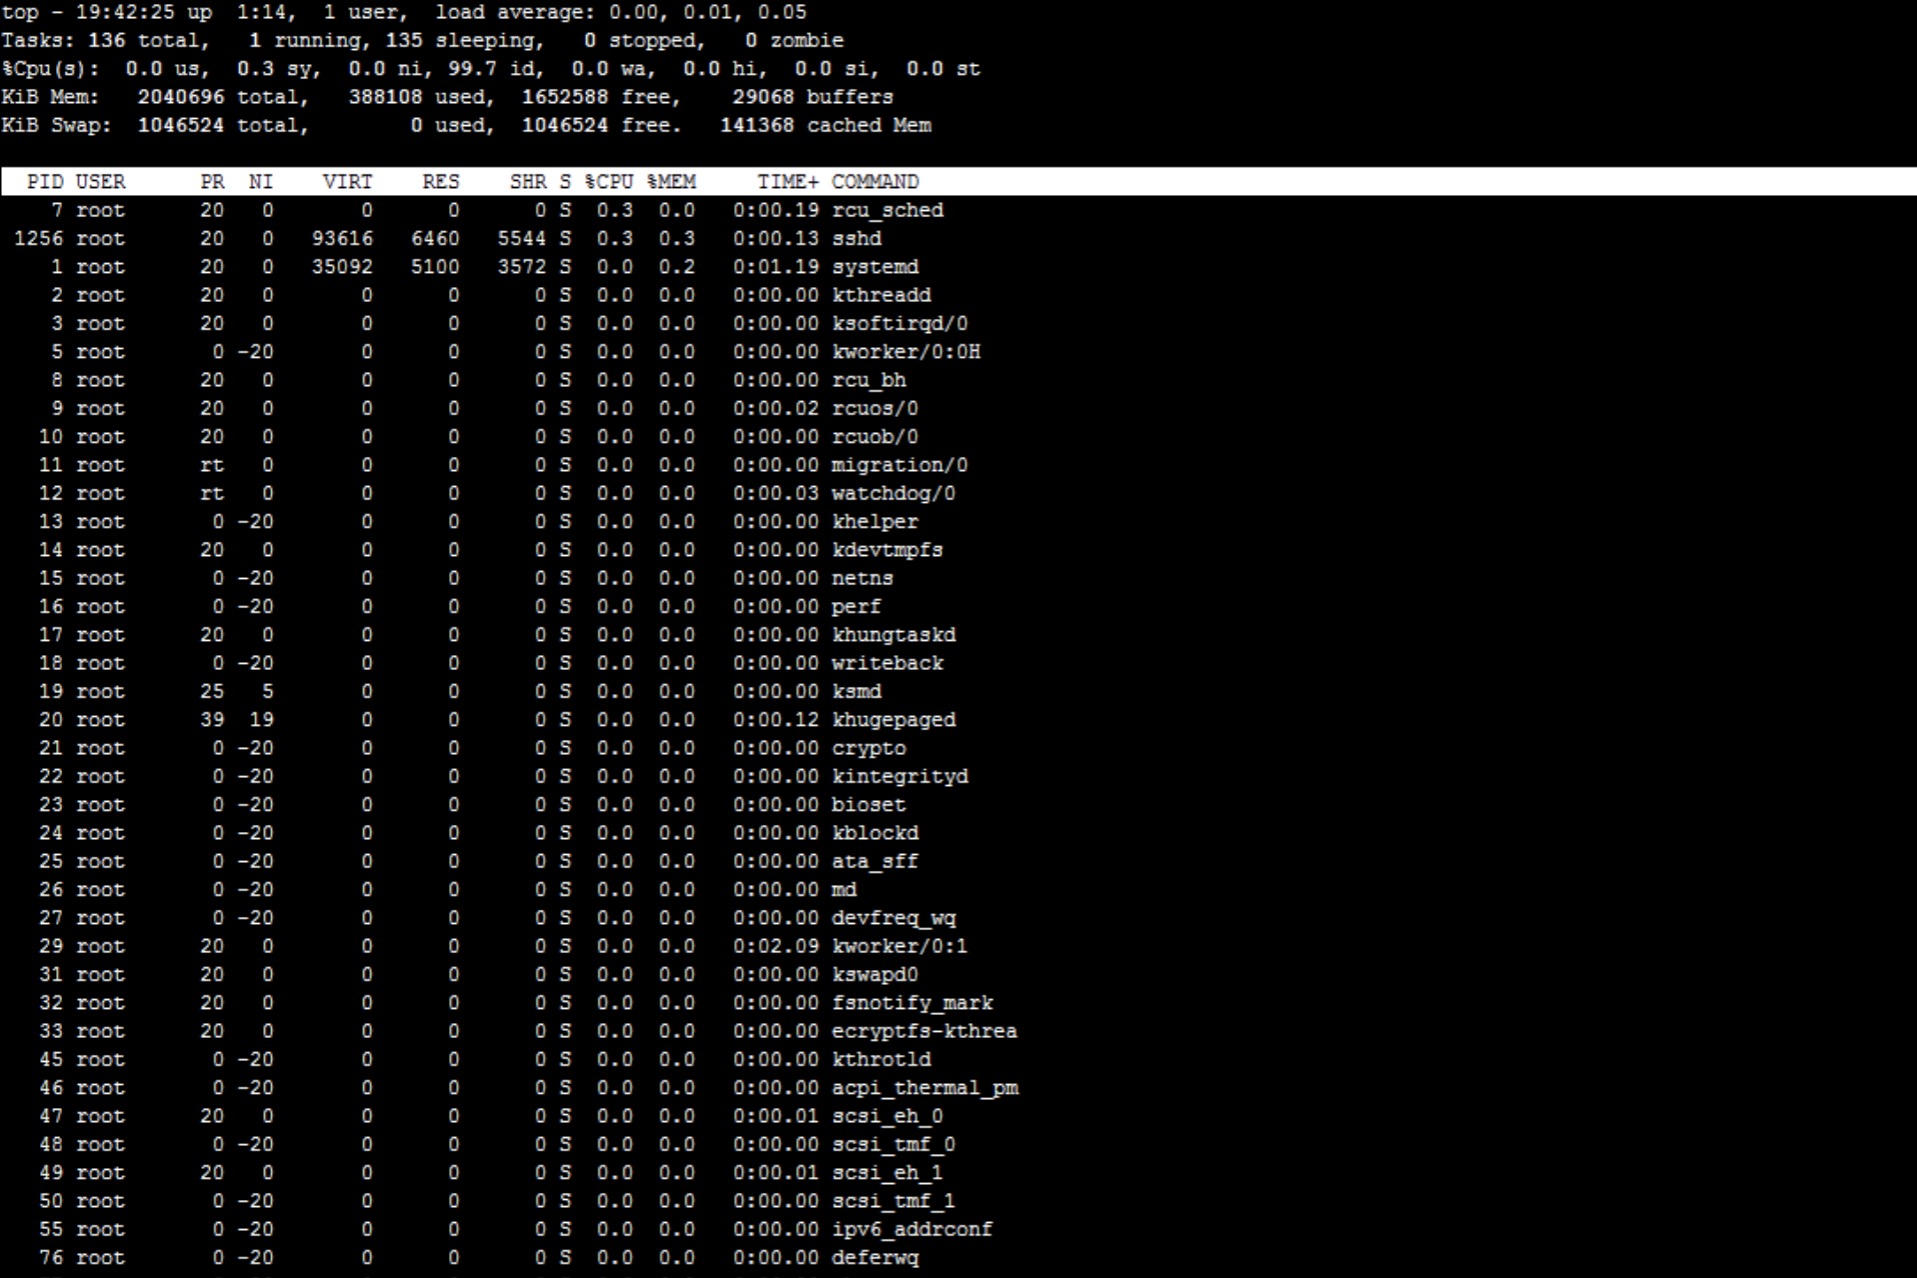 top - 19:42:25 up  1:14,  1 user,  load average: 0.00, 0.01, 0.05
Tasks: 136 total,   1 running, 135 sleeping,   0 stopped,   0 zombie
%Cpu(s):  0.0 us,  0.3 sy,  0.0 ni, 99.7 id,  0.0 wa,  0.0 hi,  0.0 si,  0.0 st
KiB Mem:   2040696 total,   388108 used,  1652588 free,    29068 buffers
KiB Swap:  1046524 total,        0 used,  1046524 free.   141368 cached Mem
PID USER      PR  NI    VIRT    RES    SHR S %CPU %MEM     TIME+ COMMAND
7 root      20   0       0      0      0 S  0.3  0.0   0:00.19 rcu_sched
1256 root      20   0   93616   6460   5544 S  0.3  0.3   0:00.13 sshd
1 root      20   0   35092   5100   3572 S  0.0  0.2   0:01.19 systemd
2 root      20   0       0      0      0 S  0.0  0.0   0:00.00 kthreadd
3 root      20   0       0      0      0 S  0.0  0.0   0:00.00 ksoftirqd/0
5 root       0 -20       0      0      0 S  0.0  0.0   0:00.00 kworker/0:0H
8 root      20   0       0      0      0 S  0.0  0.0   0:00.00 rcu_bh
9 root      20   0       0      0      0 S  0.0  0.0   0:00.02 rcuos/0
10 root      20   0       0      0      0 S  0.0  0.0   0:00.00 rcuob/0
11 root      rt   0       0      0      0 S  0.0  0.0   0:00.00 migration/0
12 root      rt   0       0      0      0 S  0.0  0.0   0:00.03 watchdog/0
13 root       0 -20       0      0      0 S  0.0  0.0   0:00.00 khelper
14 root      20   0       0      0      0 S  0.0  0.0   0:00.00 kdevtmpfs
15 root       0 -20       0      0      0 S  0.0  0.0   0:00.00 netns
16 root       0 -20       0      0      0 S  0.0  0.0   0:00.00 perf
17 root      20   0       0      0      0 S  0.0  0.0   0:00.00 khungtaskd
18 root       0 -20       0      0      0 S  0.0  0.0   0:00.00 writeback
19 root      25   5       0      0      0 S  0.0  0.0   0:00.00 ksmd
20 root      39  19       0      0      0 S  0.0  0.0   0:00.12 khugepaged
21 root       0 -20       0      0      0 S  0.0  0.0   0:00.00 crypto
22 root       0 -20       0      0      0 S  0.0  0.0   0:00.00 kintegrityd
23 root       0 -20       0      0      0 S  0.0  0.0   0:00.00 bioset
24 root       0 -20       0      0      0 S  0.0  0.0   0:00.00 kblockd
25 root       0 -20       0      0      0 S  0.0  0.0   0:00.00 ata_sff
26 root       0 -20       0      0      0 S  0.0  0.0   0:00.00 md
27 root       0 -20       0      0      0 S  0.0  0.0   0:00.00 devfreq_wq
29 root      20   0       0      0      0 S  0.0  0.0   0:02.09 kworker/0:1
31 root      20   0       0      0      0 S  0.0  0.0   0:00.00 kswapd0
32 root      20   0       0      0      0 S  0.0  0.0   0:00.00 fsnotify_mark
33 root      20   0       0      0      0 S  0.0  0.0   0:00.00 ecryptfs-kthrea
45 root       0 -20       0      0      0 S  0.0  0.0   0:00.00 kthrotld
46 root       0 -20       0      0      0 S  0.0  0.0   0:00.00 acpi_thermal_pm
47 root      20   0       0      0      0 S  0.0  0.0   0:00.01 scsi_eh_0
48 root       0 -20       0      0      0 S  0.0  0.0   0:00.00 scsi_tmf_0
49 root      20   0       0      0      0 S  0.0  0.0   0:00.01 scsi_eh_1
50 root       0 -20       0      0      0 S  0.0  0.0   0:00.00 scsi_tmf_1
55 root       0 -20       0      0      0 S  0.0  0.0   0:00.00 ipv6_addrconf
76 root       0 -20       0      0      0 S  0.0  0.0   0:00.00 deferwq